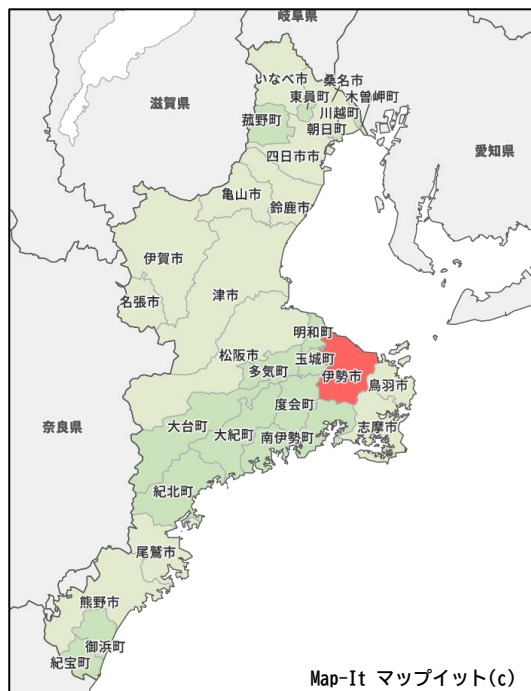 岐阜県
滋賀県
愛知県
奈良県
いなべ市
桑名市
東員町
木曽岬町
菰野町
川越町
朝日町
四日市市
亀山市
鈴鹿市
伊賀市
名張市
津市
明和町
松阪市
玉城町
多気町
伊勢市
鳥羽市
度会町
大台町
大紀町
南伊勢町
志摩市
紀北町
尾鷲市
熊野市
御浜町
紀宝町
Map-It マップイット(c)